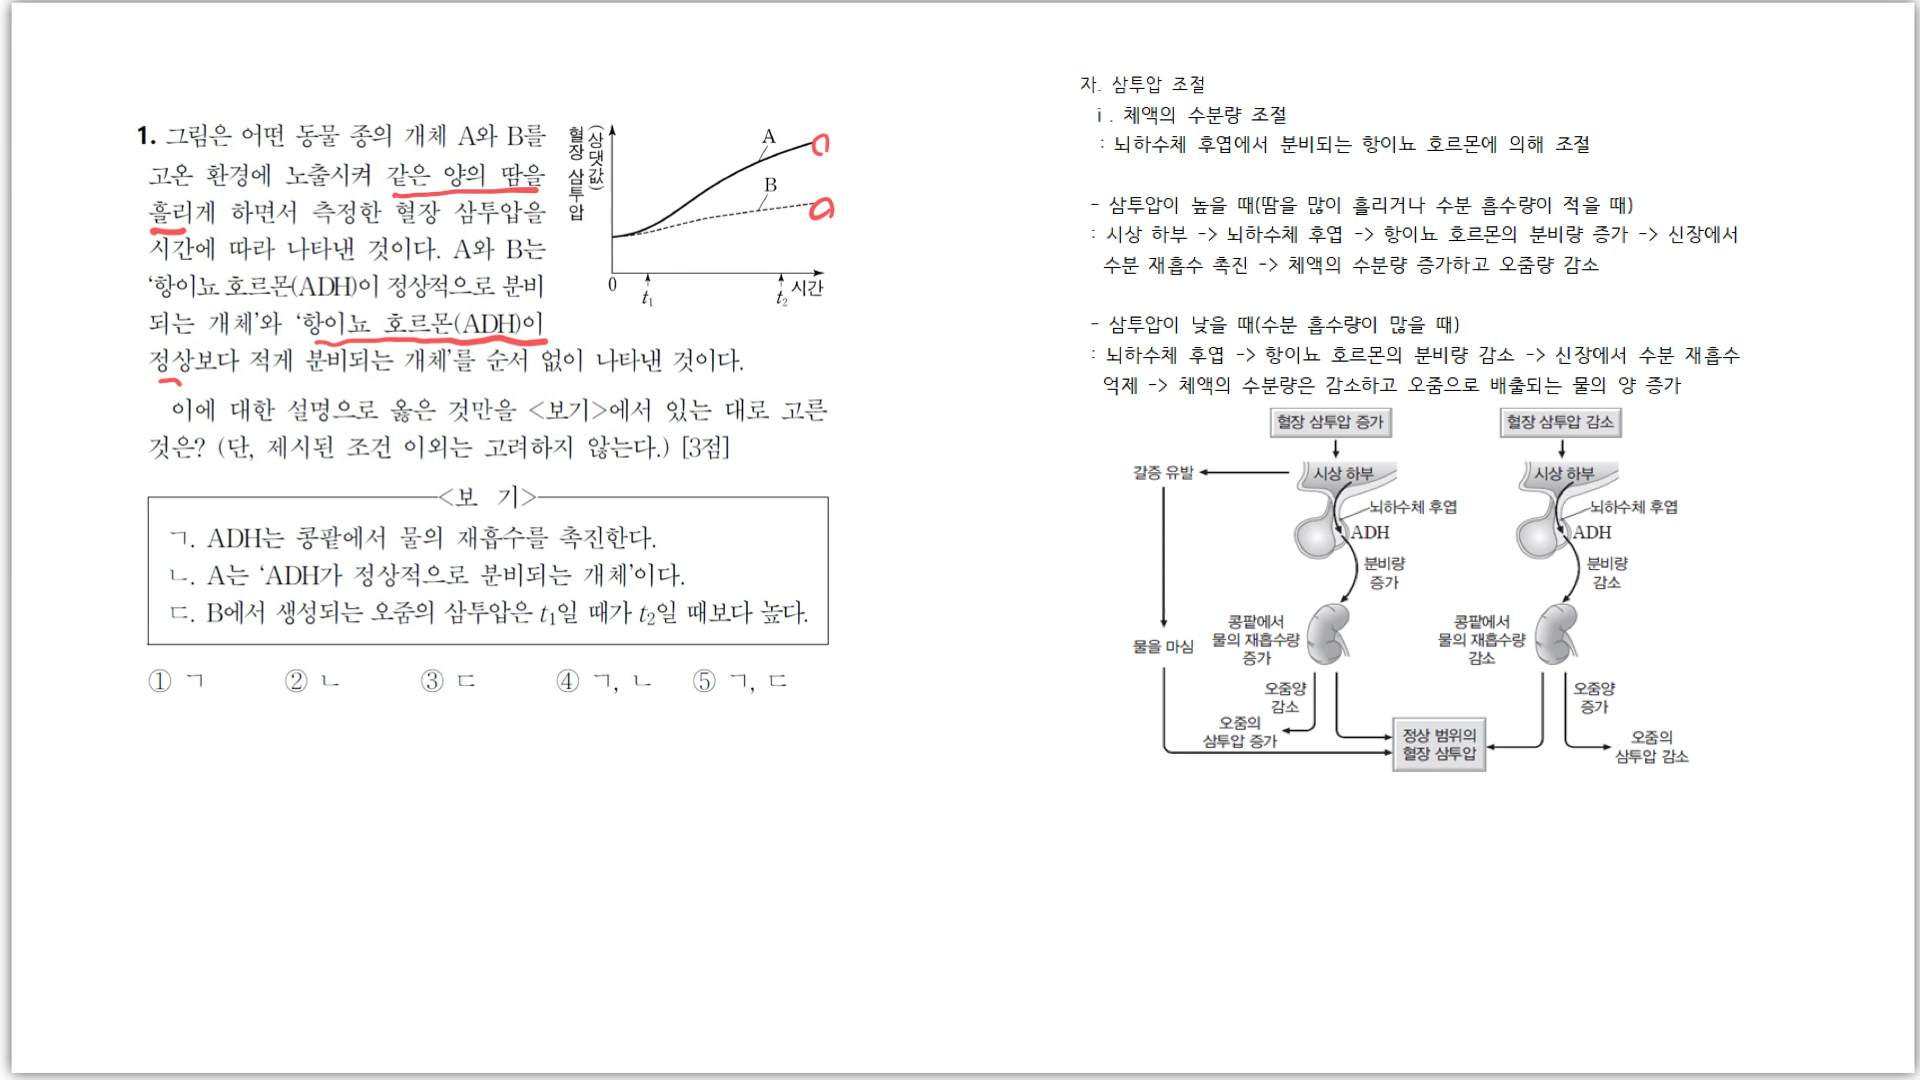 1. 그림은 어떤 동물 종의 개체 A와 B를
고온 환경에 노출시켜 같은 양의 땀을
흘리게 하면서 측정한 혈장 삼투압을
시간에 따라 나타낸 것이다. A와 B는
‘항이뇨 호르몬(ADH)이 정상적으로 분비
되는 개체’와 ‘항이뇨 호르몬(ADH)이
정상보다 적게 분비되는 개체’를 순서 없이 나타낸 것이다.
혈장 삼투압
(상댓값)
A
B
0
t₁
t₂
시간
이에 대한 설명으로 옳은 것만을 <보기>에서 있는 대로 고른
것은? (단, 제시된 조건 이외는 고려하지 않는다.) [3점]
<보 기>
ㄱ. ADH는 콩팥에서 물의 재흡수를 촉진한다.
ㄴ. A는 ‘ADH가 정상적으로 분비되는 개체’이다.
ㄷ. B에서 생성되는 오줌의 삼투압은 t₁일 때가 t₂일 때보다 높다.
① ㄱ ② ㄴ ③ ㄷ ④ ㄱ, ㄴ ⑤ ㄱ, ㄷ
자. 삼투압 조절
ⅰ. 체액의 수분량 조절
: 뇌하수체 후엽에서 분비되는 항이뇨 호르몬에 의해 조절
- 삼투압이 높을 때(땀을 많이 흘리거나 수분 흡수량이 적을 때)
: 시상 하부 -> 뇌하수체 후엽 -> 항이뇨 호르몬의 분비량 증가 -> 신장에서
수분 재흡수 촉진 -> 체액의 수분량 증가하고 오줌량 감소
- 삼투압이 낮을 때(수분 흡수량이 많을 때)
: 뇌하수체 후엽 -> 항이뇨 호르몬의 분비량 감소 -> 신장에서 수분 재흡수
억제 -> 체액의 수분량은 감소하고 오줌으로 배출되는 물의 양 증가
혈장 삼투압 증가
갈증 유발
시상 하부
뇌하수체 후엽
ADH
분비량
증가
콩팥에서
물의 재흡수량
증가
물을 마심
오줌양
감소
오줌의
삼투압 증가
정상 범위의
혈장 삼투압
혈장 삼투압 감소
시상 하부
뇌하수체 후엽
ADH
분비량
감소
콩팥에서
물의 재흡수량
감소
오줌양
증가
오줌의
삼투압 감소